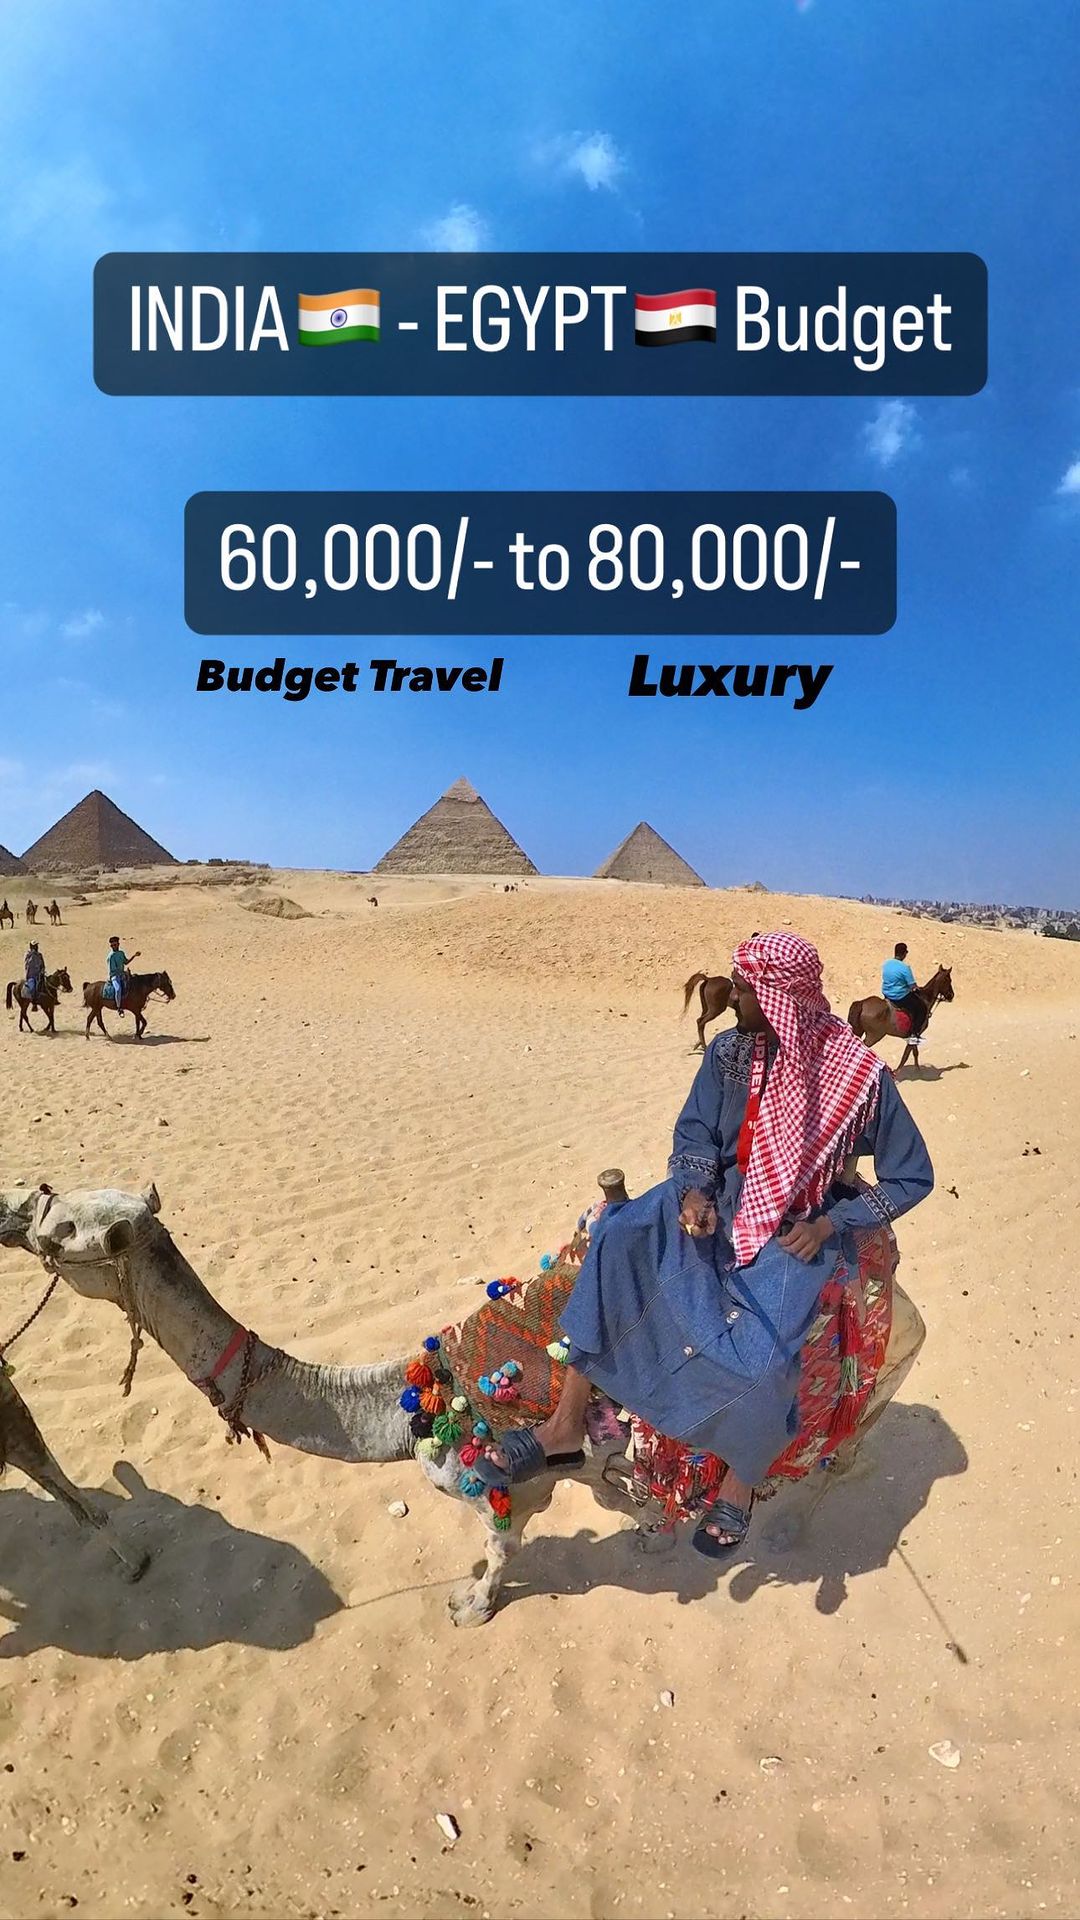 INDIA🇮🇳 - EGYPT🇪🇬 Budget
60,000/- to 80,000/-
Budget Travel Luxury